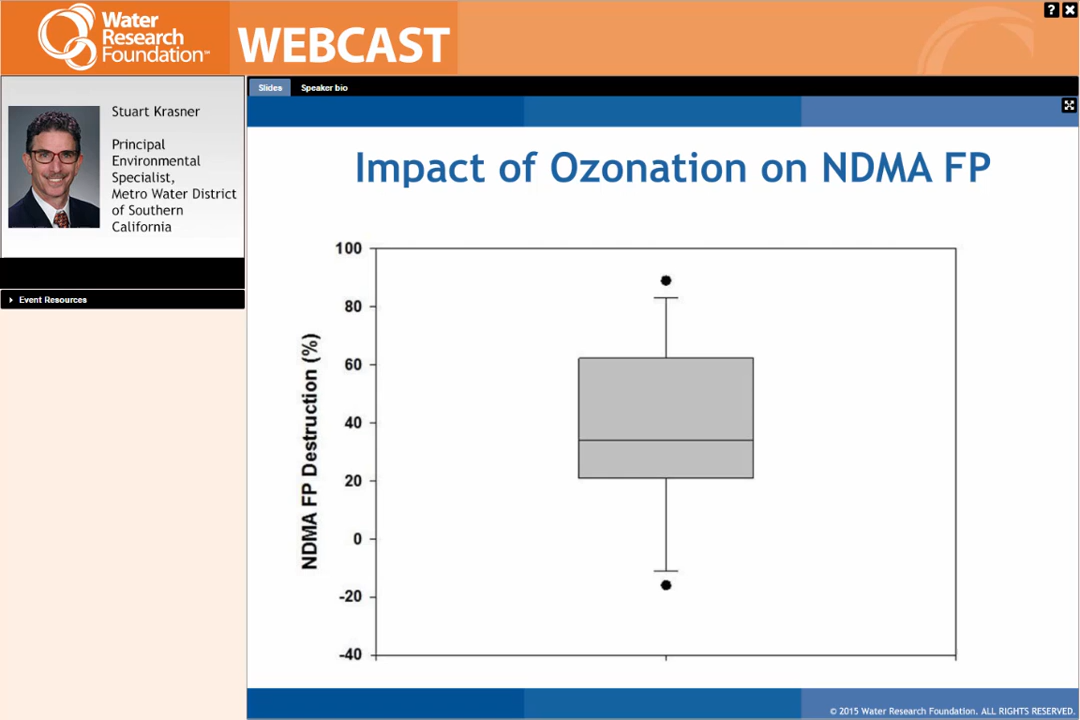 Water
Research
Foundation™
WEBCAST
? ✖
Stuart Krasner
Principal
Environmental
Specialist,
Metro Water District
of Southern
California
Event Resources
Slides
Speaker bio
Impact of Ozonation on NDMA FP
NDMA FP Destruction (%)
100
80
60
40
20
0
-20
-40
© 2015 Water Research Foundation. ALL RIGHTS RESERVED.